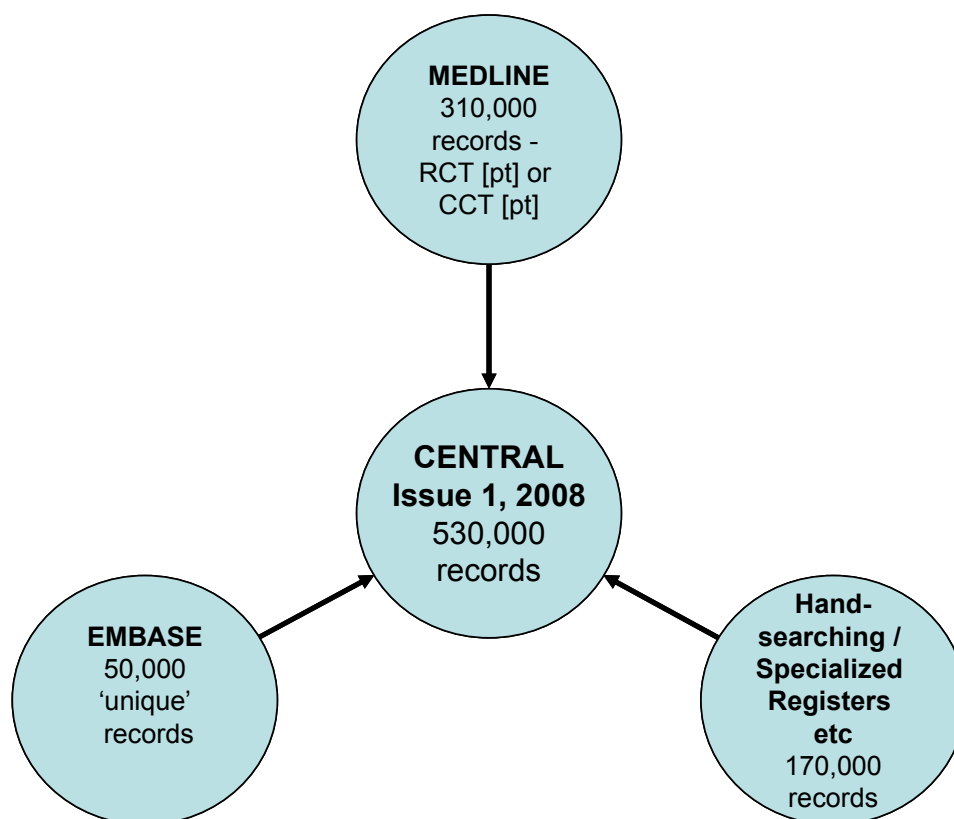 MEDLINE
310,000
records -
RCT [pt] or
CCT [pt]
CENTRAL
Issue 1, 2008
530,000
records
EMBASE
50,000
‘unique’
records
Hand-
searching /
Specialized
Registers
etc
170,000
records